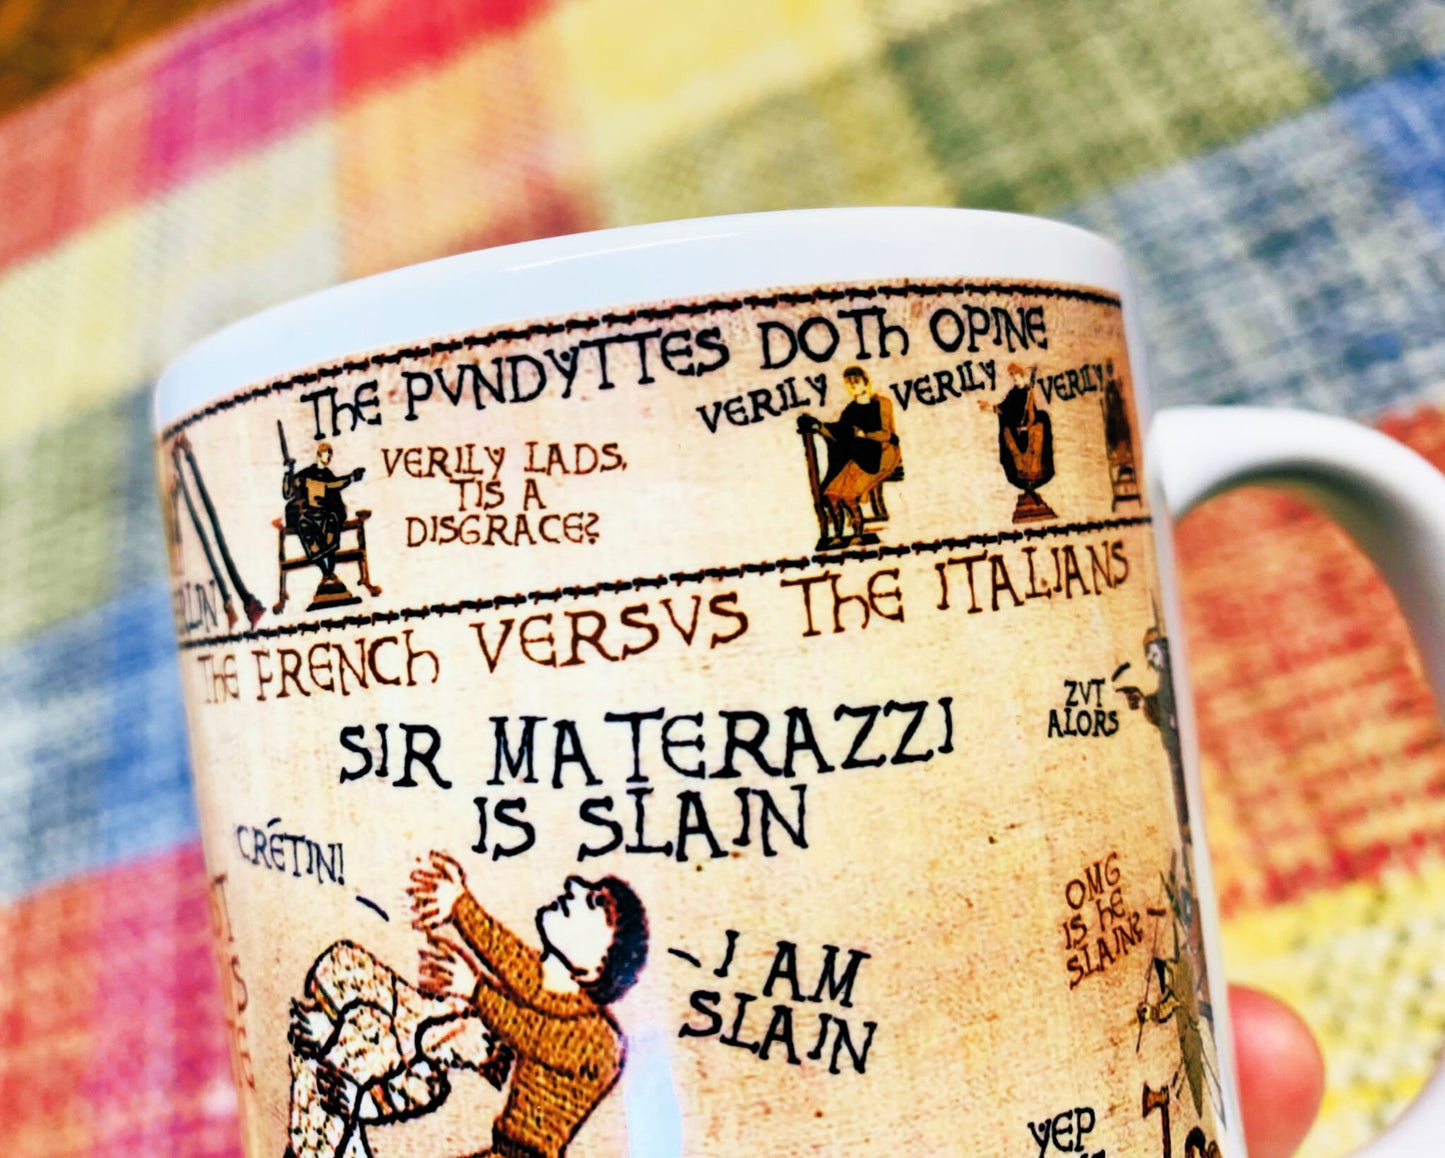 THE PVNDYTTES DOTH OPINE
VERILY VERILY VERILY
VERILY LADS,
TIS A
DISGRACE?
THE FRENCH VERSVS THE ITALIANS
SIR MATERAZZI
IS SLAIN
ZVT
ALORS
CRÉTIN!
I AM
SLAIN
OMG
IS HE
SLAIN?
YEP